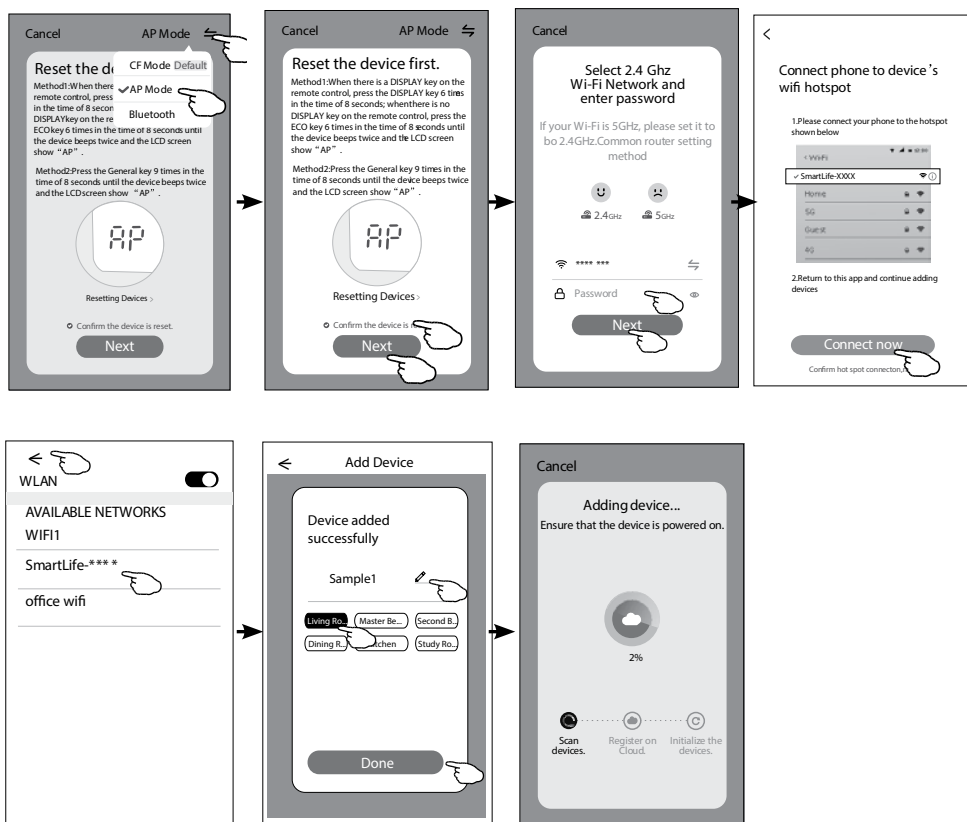 Cancel AP Mode
Reset the de
CF Mode Default
AP Mode
Bluetooth
Method1:When there
remote control, press
in the time of 8 secon
DISPLAY key on the re
ECO key 6 times in the time of 8 seconds until
the device beeps twice and the LCD screen
show “AP” .
Method2:Press the General key 9 times in the
time of 8 seconds until the device beeps twice
and the LCD screen show “AP” .
AP
Resetting Devices >
Confirm the device is reset.
Next
Cancel AP Mode
Reset the device first.
Method1:When there is a DISPLAY key on the
remote control, press the DISPLAY key 6 times
in the time of 8 seconds; whenthere is no
DISPLAY key on the remote control, press the
ECO key 6 times in the time of 8 seconds until
the device beeps twice and the LCD screen
show “AP” .
Method2:Press the General key 9 times in the
time of 8 seconds until the device beeps twice
and the LCD screen show “AP” .
AP
Resetting Devices >
Confirm the device is
Next
Cancel
Select 2.4 Ghz
Wi-Fi Network and
enter password
If your Wi-Fi is 5GHz, please set it to
bo 2.4GHz.Common router setting
method
2.4GHz 5GHz
**** ***
Password
Next
<
Connect phone to device’s
wifi hotspot
1.Please connect your phone to the hotspot
shown below
< WiFi
SmartLife-XXXX
Home
5G
Guest
4G
2.Return to this app and continue adding
devices
Connect now
Confirm hot spot connecton,
WLAN
AVAILABLE NETWORKS
WIFI1
SmartLife-****
office wifi
Add Device
Device added
successfully
Sample1
Living Ro... Master Be... Second B...
Dining R... tchen Study Ro...
Done
Cancel
Adding device...
Ensure that the device is powered on.
2%
Scan
devices.
Register on
Cloud.
Initialize the
devices.